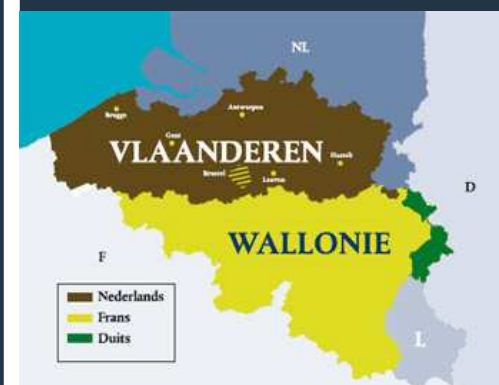 NL
Brugge
Antwerpen
Gent
VLAANDEREN
Hasselt
Brussel
Leuven
D
F
WALLONIE
Nederlands
Frans
Duits
L